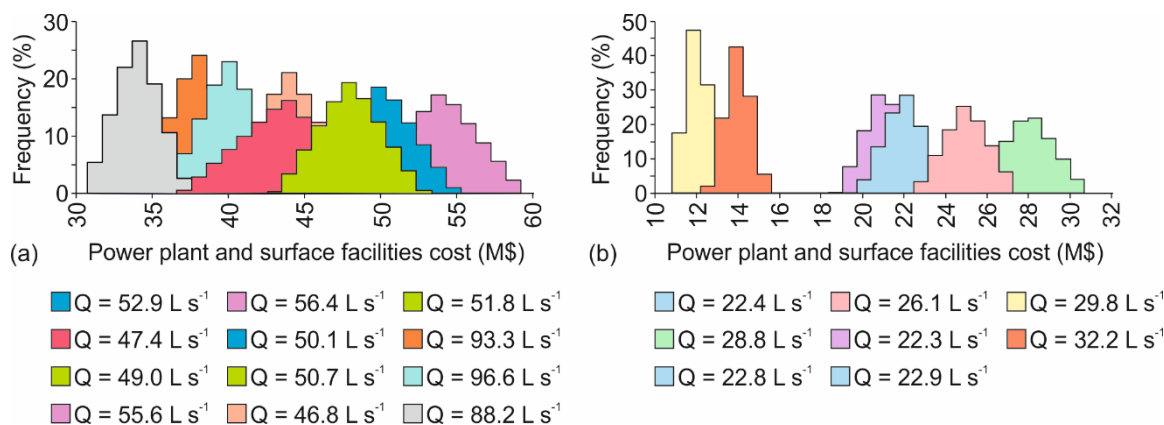 Frequency (%)
30
20
10
0
30
35
40
45
50
55
60
(a) Power plant and surface facilities cost (M$)
Q = 52.9 L s⁻¹ Q = 56.4 L s⁻¹ Q = 51.8 L s⁻¹
Q = 47.4 L s⁻¹ Q = 50.1 L s⁻¹ Q = 93.3 L s⁻¹
Q = 49.0 L s⁻¹ Q = 50.7 L s⁻¹ Q = 96.6 L s⁻¹
Q = 55.6 L s⁻¹ Q = 46.8 L s⁻¹ Q = 88.2 L s⁻¹
Frequency (%)
50
40
30
20
10
0
10
12
14
16
18
20
22
24
26
28
30
32
(b) Power plant and surface facilities cost (M$)
Q = 22.4 L s⁻¹ Q = 26.1 L s⁻¹ Q = 29.8 L s⁻¹
Q = 28.8 L s⁻¹ Q = 22.3 L s⁻¹ Q = 32.2 L s⁻¹
Q = 22.8 L s⁻¹ Q = 22.9 L s⁻¹